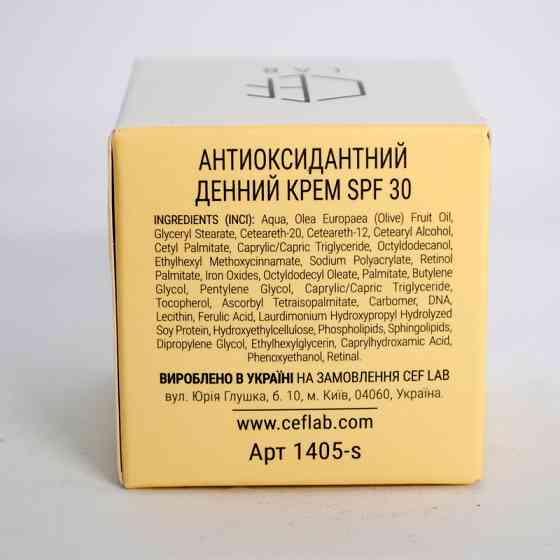 CEF
LAB
АНТИОКСИДАНТНИЙ
ДЕННИЙ КРЕМ SPF 30
INGREDIENTS (INCI): Aqua, Olea Europaea (Olive) Fruit Oil,
Glyceryl Stearate, Ceteareth-20, Ceteareth-12, Cetearyl Alcohol,
Cetyl Palmitate, Caprylic/Capric Triglyceride, Octyldodecanol,
Ethylhexyl Methoxycinnamate, Sodium Polyacrylate, Retinol
Palmitate, Iron Oxides, Octyldodecyl Oleate, Palmitate, Butylene
Glycol, Pentylene Glycol, Caprylic/Capric Triglyceride,
Tocopherol, Ascorbyl Tetraisopalmitate, Carbomer, DNA,
Lecithin, Ferulic Acid, Laurdimonium Hydroxypropyl Hydrolyzed
Soy Protein, Hydroxyethylcellulose, Phospholipids, Sphingolipids,
Dipropylene Glycol, Ethylhexylglycerin, Caprylhydroxamic Acid,
Phenoxyethanol, Retinal.
ВИРОБЛЕНО В УКРАЇНІ НА ЗАМОВЛЕННЯ CEF LAB
вул. Юрія Глушка, б. 10, м. Київ, 04060, Україна.
www.ceflab.com
Арт 1405-s